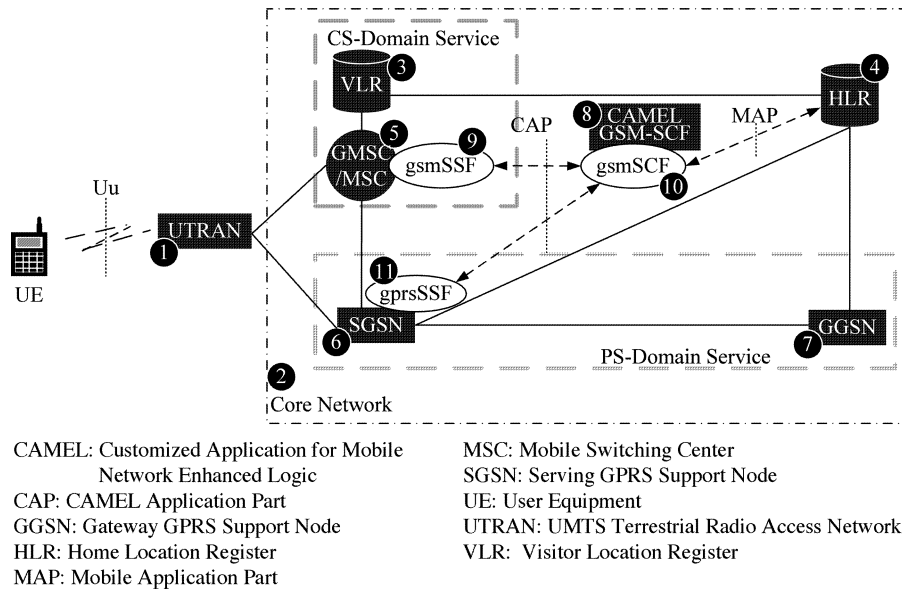 CS-Domain Service
VLR
3
4
HLR
CAP
8
CAMEL
GSM-SCF
MAP
5
GMSC
/MSC
9
gsmSSF
gsmSCF
10
Uu
UTRAN
1
UE
11
gprsSSF
SGSN
6
GGSN
7
PS-Domain Service
2
Core Network
CAMEL: Customized Application for Mobile
Network Enhanced Logic
CAP: CAMEL Application Part
GGSN: Gateway GPRS Support Node
HLR: Home Location Register
MAP: Mobile Application Part
MSC: Mobile Switching Center
SGSN: Serving GPRS Support Node
UE: User Equipment
UTRAN: UMTS Terrestrial Radio Access Network
VLR: Visitor Location Register